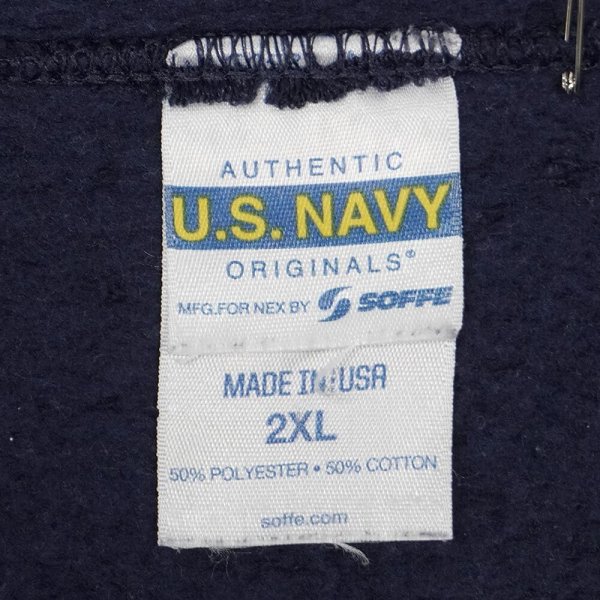 AUTHENTIC
U.S. NAVY
ORIGINALS®
MFG.FOR NEX BY SOFFE
MADE IN USA
2XL
50% POLYESTER • 50% COTTON
soffe.com